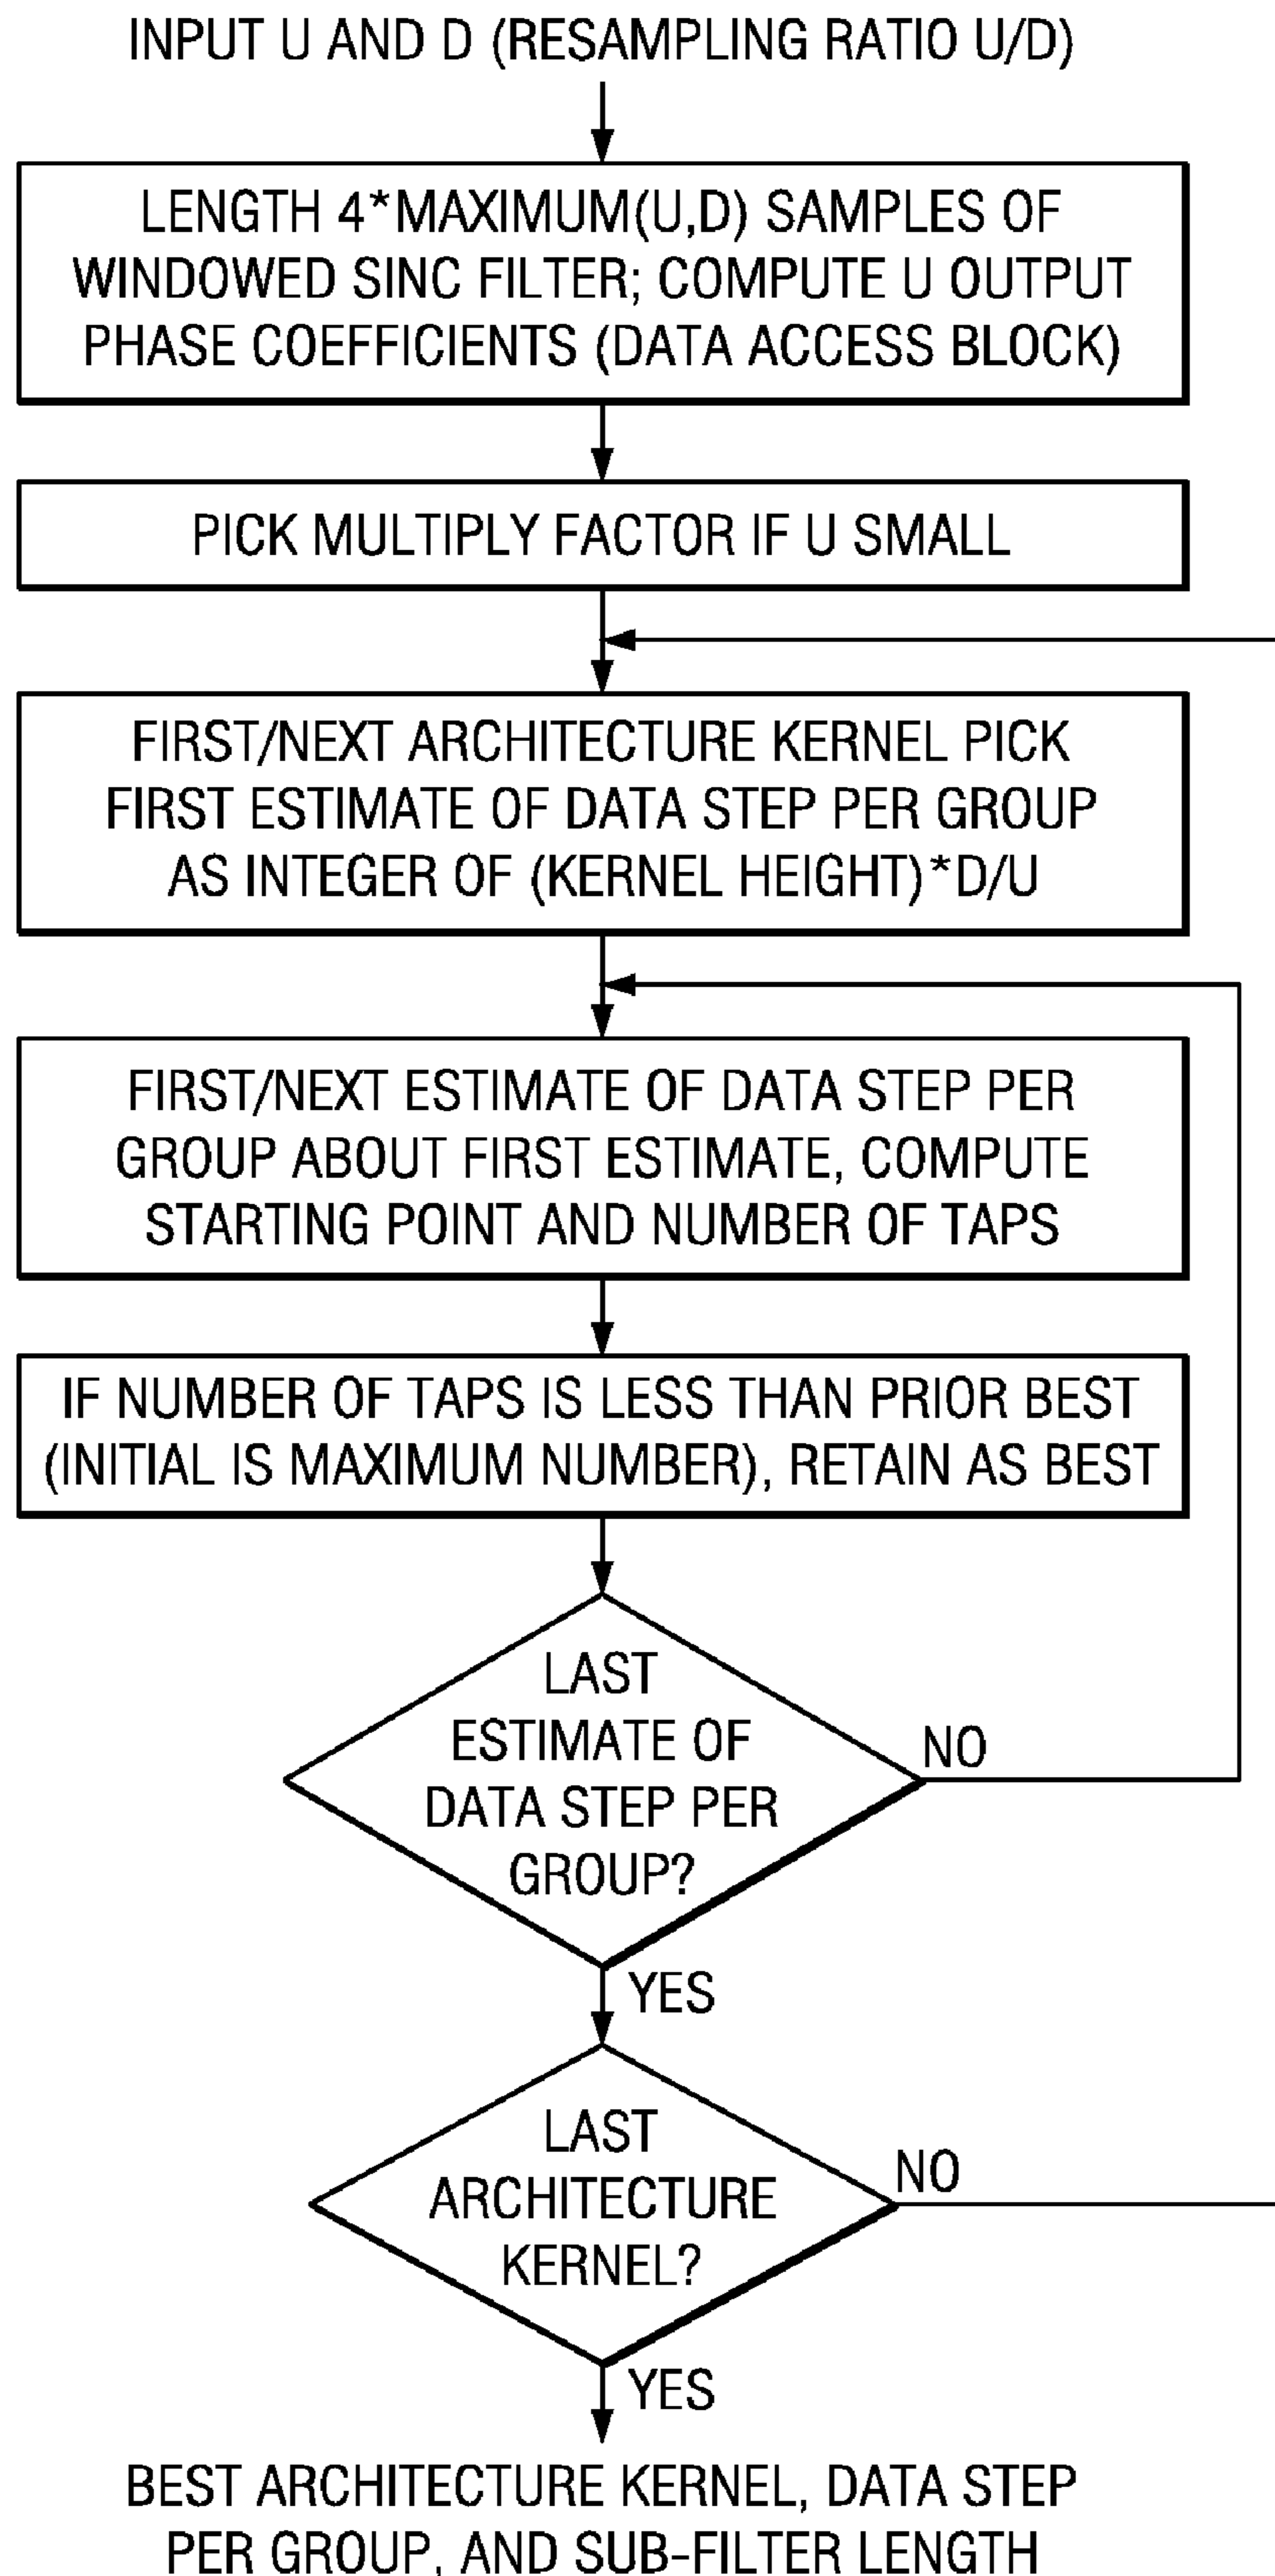 INPUT U AND D (RESAMPLING RATIO U/D)
LENGTH 4*MAXIMUM(U,D) SAMPLES OF
WINDOWED SINC FILTER; COMPUTE U OUTPUT
PHASE COEFFICIENTS (DATA ACCESS BLOCK)
PICK MULTIPLY FACTOR IF U SMALL
FIRST/NEXT ARCHITECTURE KERNEL PICK
FIRST ESTIMATE OF DATA STEP PER GROUP
AS INTEGER OF (KERNEL HEIGHT)*D/U
FIRST/NEXT ESTIMATE OF DATA STEP PER
GROUP ABOUT FIRST ESTIMATE, COMPUTE
STARTING POINT AND NUMBER OF TAPS
IF NUMBER OF TAPS IS LESS THAN PRIOR BEST
(INITIAL IS MAXIMUM NUMBER), RETAIN AS BEST
LAST
ESTIMATE OF
DATA STEP PER
GROUP?
NO
YES
LAST
ARCHITECTURE
KERNEL?
NO
YES
BEST ARCHITECTURE KERNEL, DATA STEP
PER GROUP, AND SUB-FILTER LENGTH